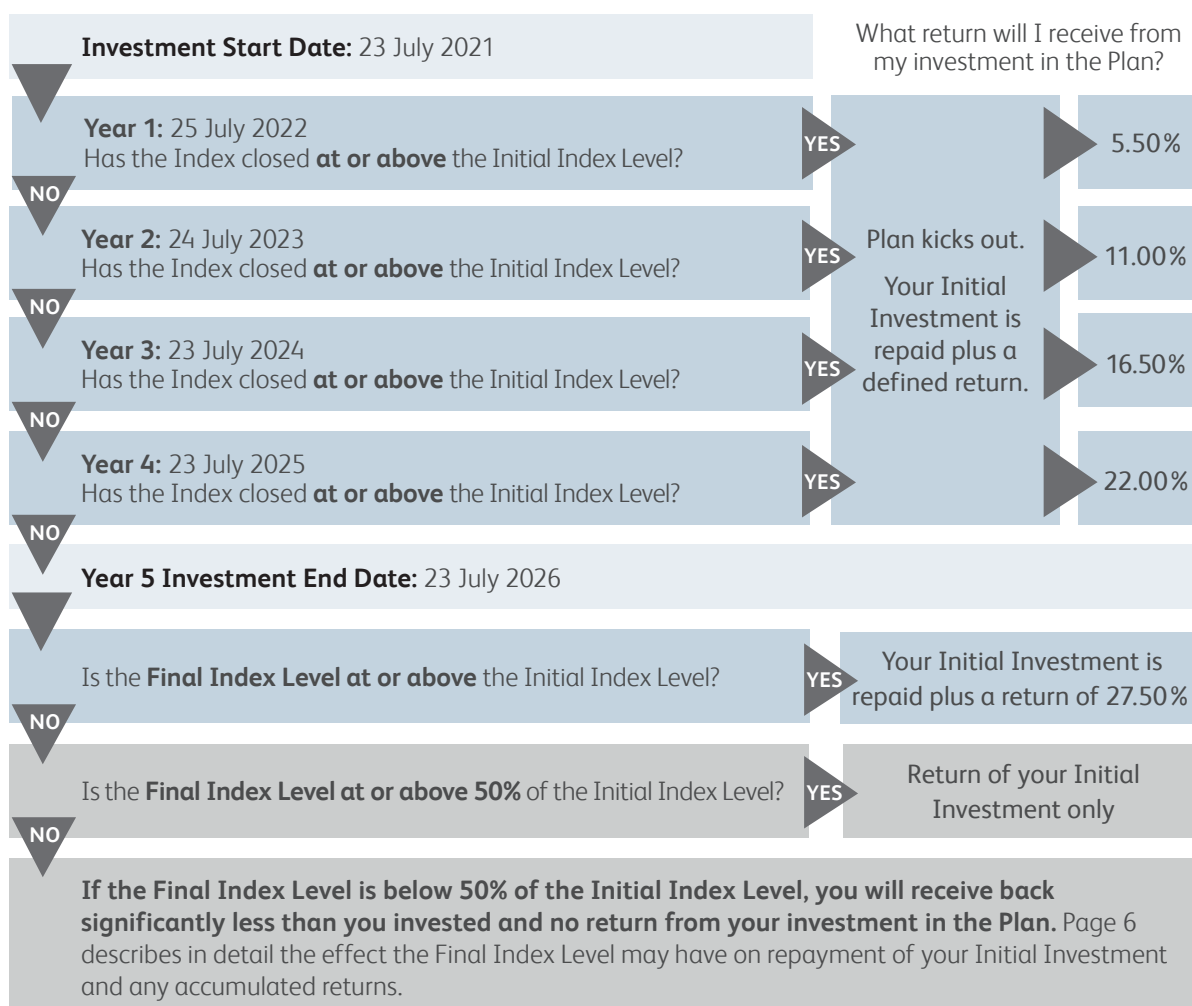 Investment Start Date: 23 July 2021
What return will I receive from
my investment in the Plan?
Year 1: 25 July 2022
Has the Index closed at or above the Initial Index Level?
YES
5.50%
NO
Year 2: 24 July 2023
Has the Index closed at or above the Initial Index Level?
YES
11.00%
NO
Year 3: 23 July 2024
Has the Index closed at or above the Initial Index Level?
YES
16.50%
NO
Year 4: 23 July 2025
Has the Index closed at or above the Initial Index Level?
YES
22.00%
Plan kicks out.
Your Initial
Investment is
repaid plus a
defined return.
NO
Year 5 Investment End Date: 23 July 2026
Is the Final Index Level at or above the Initial Index Level?
YES
Your Initial Investment is
repaid plus a return of 27.50%
NO
Is the Final Index Level at or above 50% of the Initial Index Level?
YES
Return of your Initial
Investment only
NO
If the Final Index Level is below 50% of the Initial Index Level, you will receive back
significantly less than you invested and no return from your investment in the Plan. Page 6
describes in detail the effect the Final Index Level may have on repayment of your Initial Investment
and any accumulated returns.